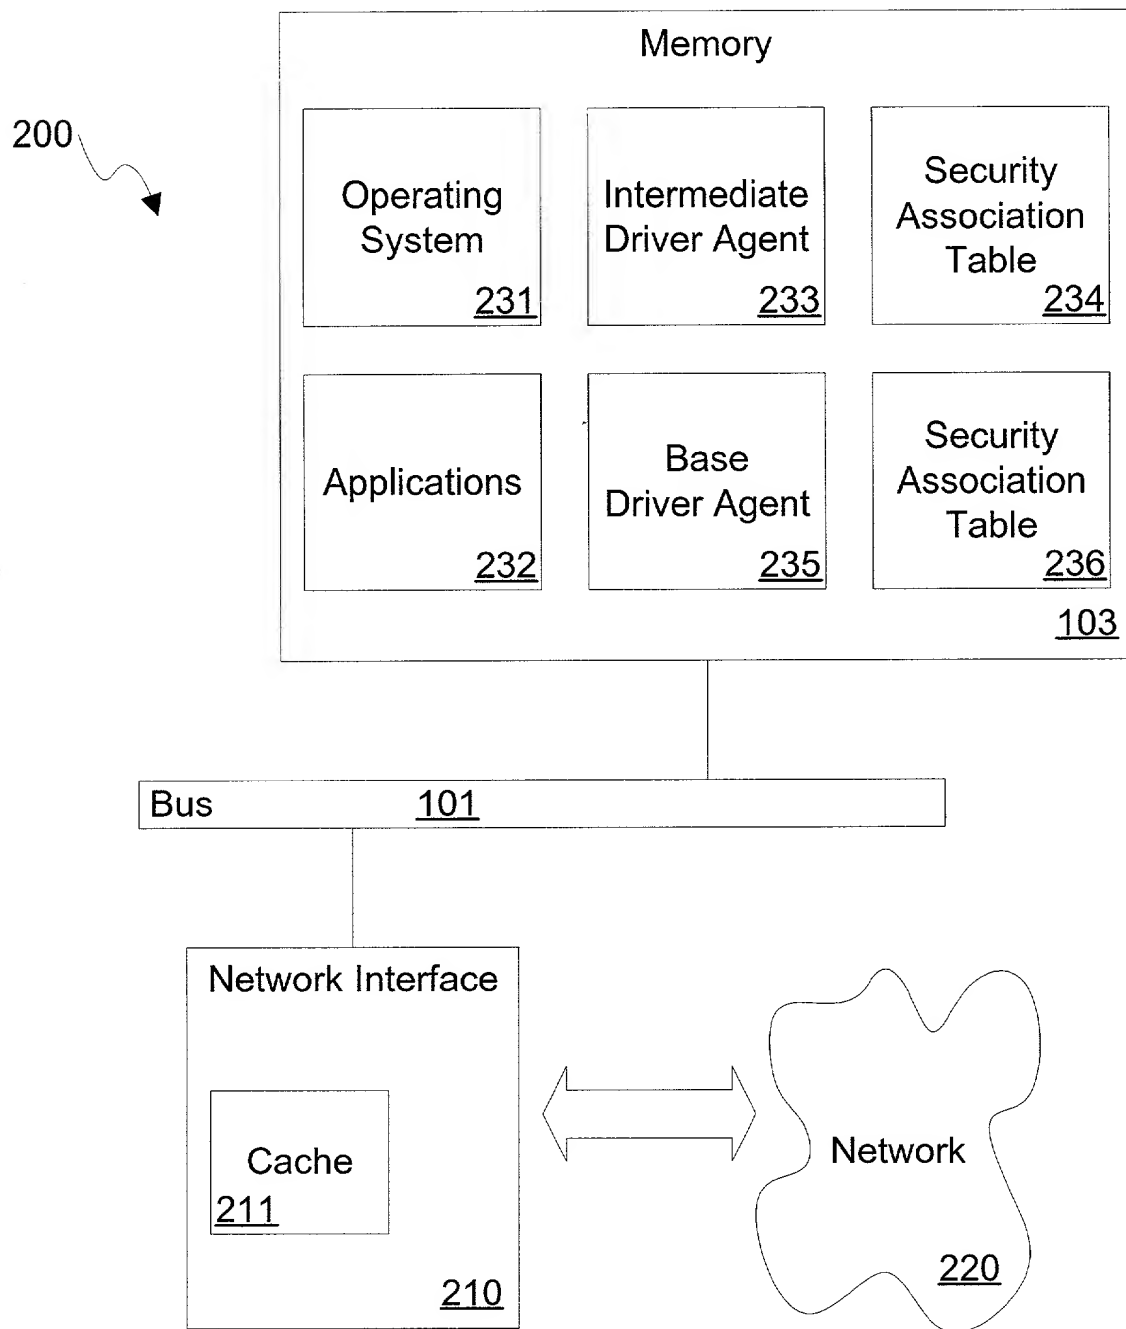 Memory
200
Operating
System
231
Intermediate
Driver Agent
233
Security
Association
Table
234
Applications
232
Base
Driver Agent
235
Security
Association
Table
236
103
Bus 101
Network Interface
Cache
211
210
Network
220